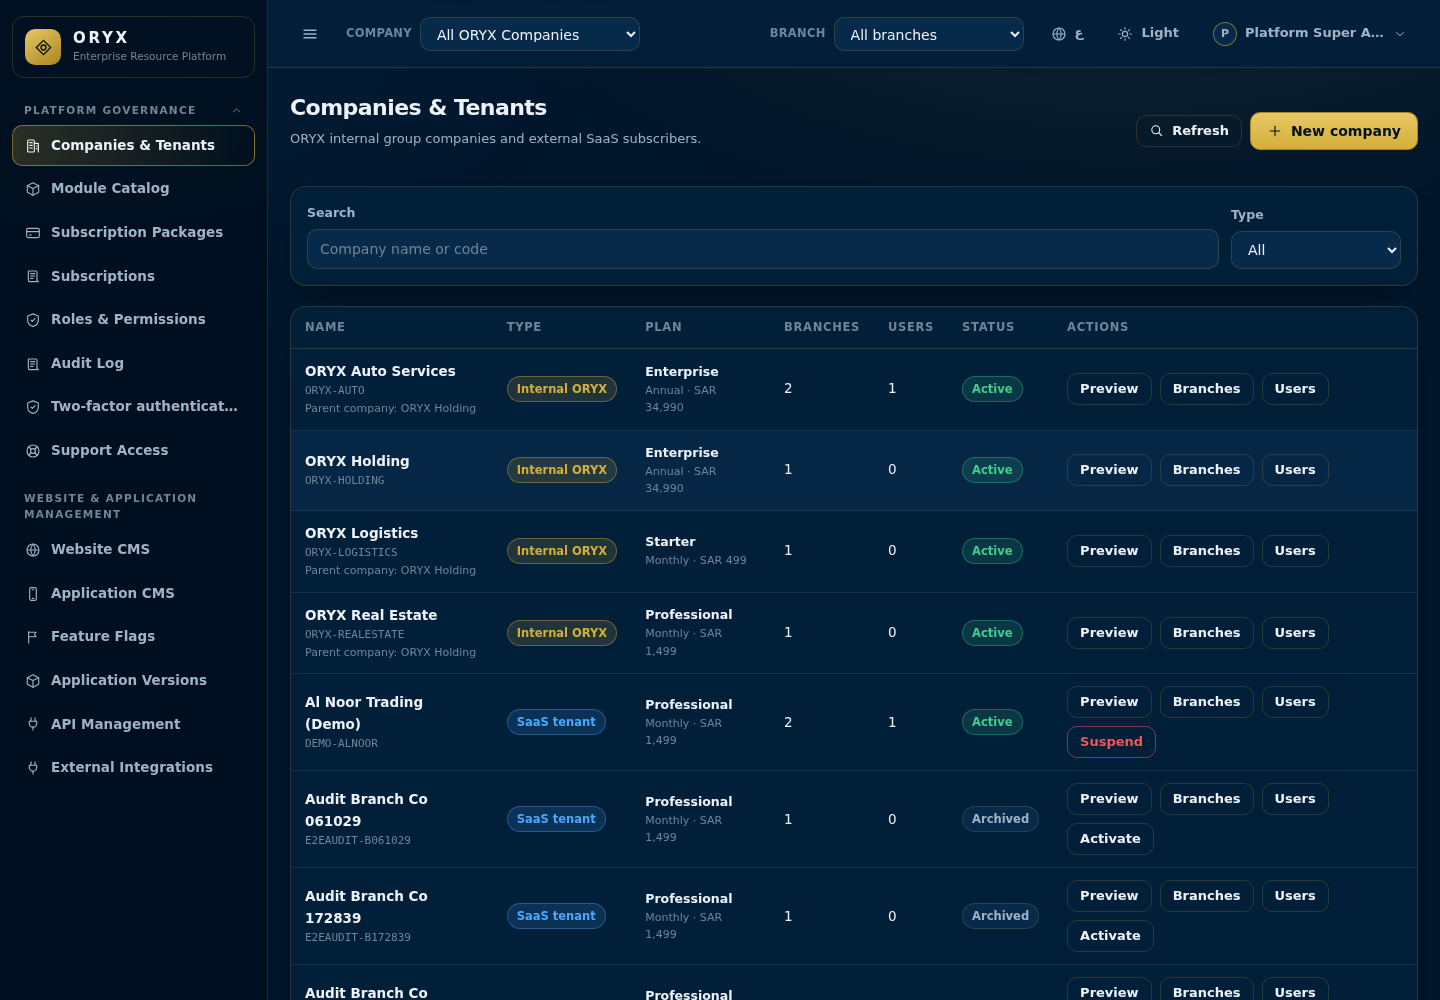 ORYX
Enterprise Resource Platform
PLATFORM GOVERNANCE
Companies & Tenants
Module Catalog
Subscription Packages
Subscriptions
Roles & Permissions
Audit Log
Two-factor authenticat...
Support Access
WEBSITE & APPLICATION
MANAGEMENT
Website CMS
Application CMS
Feature Flags
Application Versions
API Management
External Integrations
COMPANY All ORYX Companies BRANCH All branches ع Light P Platform Super A...
Companies & Tenants
ORYX internal group companies and external SaaS subscribers.
Refresh
New company
Search
Company name or code
Type
All
NAME TYPE PLAN BRANCHES USERS STATUS ACTIONS
ORYX Auto Services
ORYX-AUTO
Parent company: ORYX Holding
Internal ORYX
Enterprise
Annual · SAR
34,990
2
1
Active
Preview Branches Users
ORYX Holding
ORYX-HOLDING
Internal ORYX
Enterprise
Annual · SAR
34,990
1
0
Active
Preview Branches Users
ORYX Logistics
ORYX-LOGISTICS
Parent company: ORYX Holding
Internal ORYX
Starter
Monthly · SAR 499
1
0
Active
Preview Branches Users
ORYX Real Estate
ORYX-REALESTATE
Parent company: ORYX Holding
Internal ORYX
Professional
Monthly · SAR
1,499
1
0
Active
Preview Branches Users
Al Noor Trading
(Demo)
DEMO-ALNOOR
SaaS tenant
Professional
Monthly · SAR
1,499
2
1
Active
Preview Branches Users
Suspend
Audit Branch Co
061029
E2EAUDIT-B061029
SaaS tenant
Professional
Monthly · SAR
1,499
1
0
Archived
Preview Branches Users
Activate
Audit Branch Co
172839
E2EAUDIT-B172839
SaaS tenant
Professional
Monthly · SAR
1,499
1
0
Archived
Preview Branches Users
Activate
Audit Branch Co
Professional
Preview Branches Users